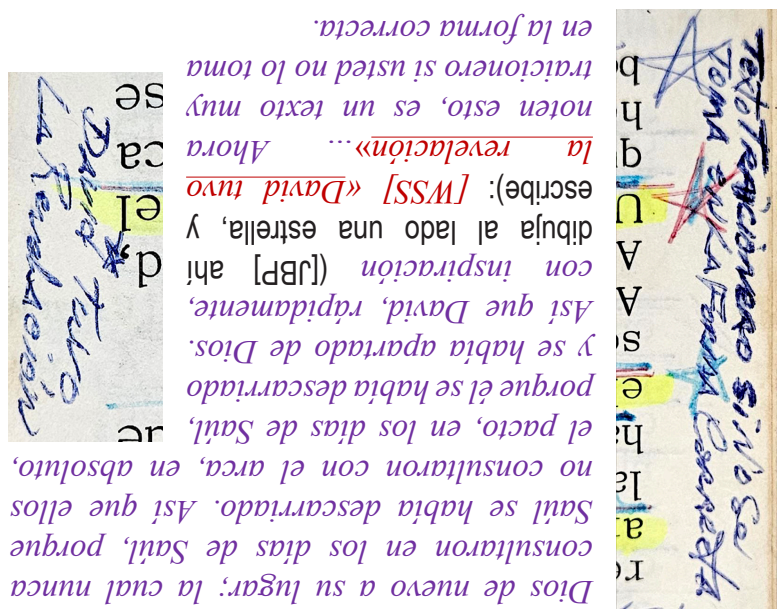 Dios de nuevo a su lugar; la cual nunca
consultaron en los días de Saúl, porque
Saúl se había descarriado. Así que ellos
no consultaron con el arca, en absoluto,
el pacto, en los días de Saúl,
porque él se había descarriado
y se había apartado de Dios.
Así que David, rápidamente,
con inspiración ([JBP] ahí
dibuja al lado una estrella, y
escribe): [WSS] «David tuvo
la revelación»... Ahora
noten esto, es un texto muy
traicionero si usted no lo toma
en la forma correcta.
David Tuvo
La Revelación
Texto Traicionero si No Se
Toma en La Forma Correcta